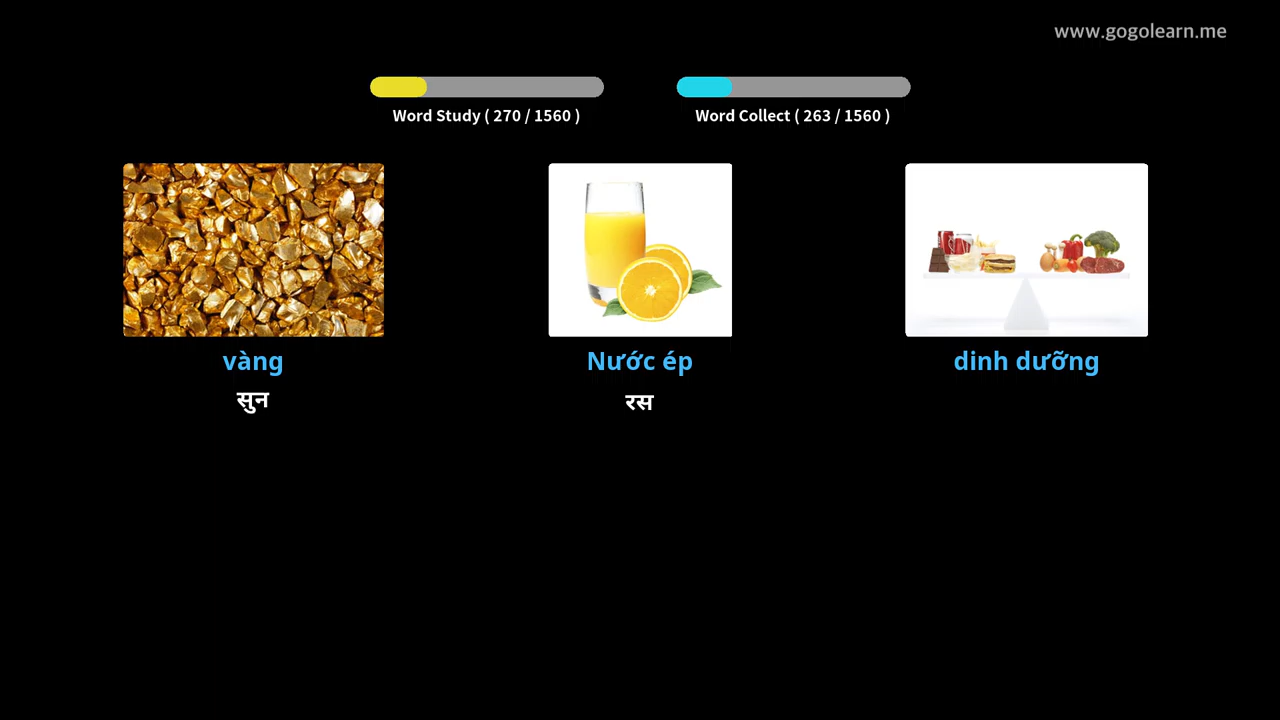 www.gogolearn.me
Word Study ( 270 / 1560 )
Word Collect ( 263 / 1560 )
vàng
Nước ép
dinh dưỡng
सुन
रस